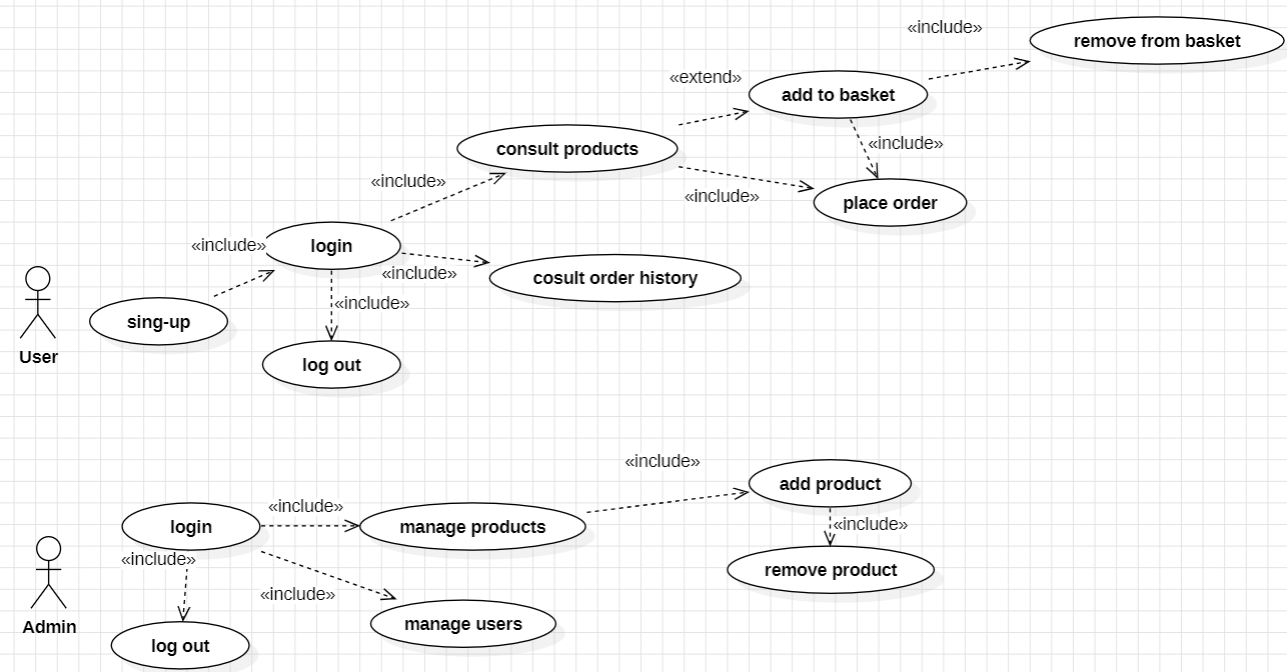 «include»
remove from basket
«extend»
add to basket
«include»
consult products
«include»
«include»
place order
«include»
login
«include»
cosult order history
«include»
sing-up
User
log out
«include»
add product
login
«include»
manage products
«include»
«include»
remove product
«include»
manage users
Admin
log out